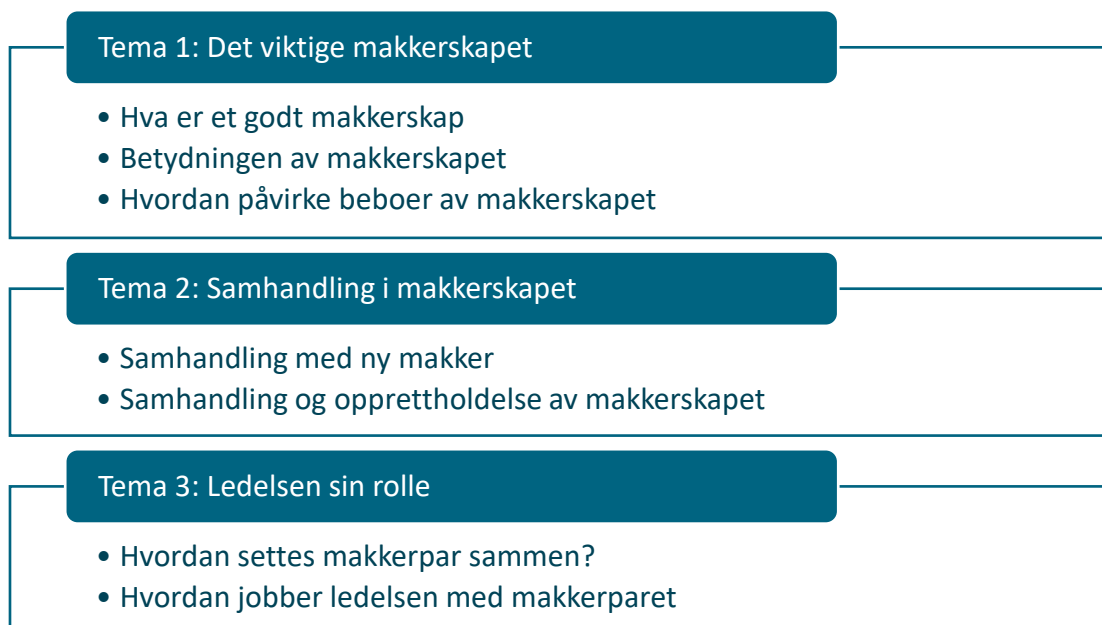 Tema 1: Det viktige makkerskapet
• Hva er et godt makkerskap
• Betydningen av makkerskapet
• Hvordan påvirke beboer av makkerskapet
Tema 2: Samhandling i makkerskapet
• Samhandling med ny makker
• Samhandling og opprettholdelse av makkerskapet
Tema 3: Ledelsen sin rolle
• Hvordan settes makkerpar sammen?
• Hvordan jobber ledelsen med makkerparet